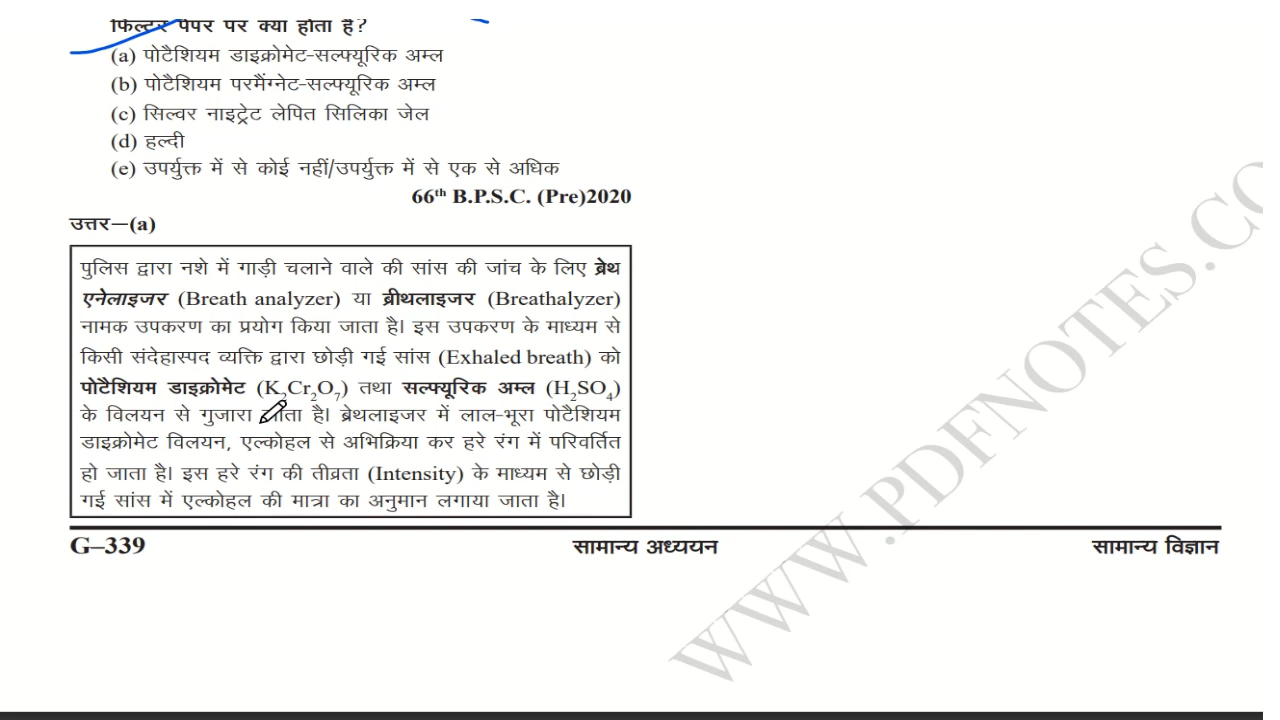 फिल्टर पेपर पर क्या होता है?
(a) पोटैशियम डाइक्रोमेट-सल्फ्यूरिक अम्ल
(b) पोटैशियम परमैंग्नेट-सल्फ्यूरिक अम्ल
(c) सिल्वर नाइट्रेट लेपित सिलिका जेल
(d) हल्दी
(e) उपर्युक्त में से कोई नहीं/उपर्युक्त में से एक से अधिक
66th B.P.S.C. (Pre)2020
उत्तर—(a)
पुलिस द्वारा नशे में गाड़ी चलाने वाले की सांस की जांच के लिए ब्रेथ
एनेलाइजर (Breath analyzer) या ब्रीथलाइजर (Breathalyzer)
नामक उपकरण का प्रयोग किया जाता है। इस उपकरण के माध्यम से
किसी संदेहास्पद व्यक्ति द्वारा छोड़ी गई सांस (Exhaled breath) को
पोटैशियम डाइक्रोमेट (K2Cr2O7) तथा सल्फ्यूरिक अम्ल (H2SO4)
के विलयन से गुजारा जाता है। ब्रेथलाइजर में लाल-भूरा पोटैशियम
डाइक्रोमेट विलयन, एल्कोहल से अभिक्रिया कर हरे रंग में परिवर्तित
हो जाता है। इस हरे रंग की तीव्रता (Intensity) के माध्यम से छोड़ी
गई सांस में एल्कोहल की मात्रा का अनुमान लगाया जाता है।
G–339 सामान्य अध्ययन सामान्य विज्ञान
WWW.PDFNOTES.CO